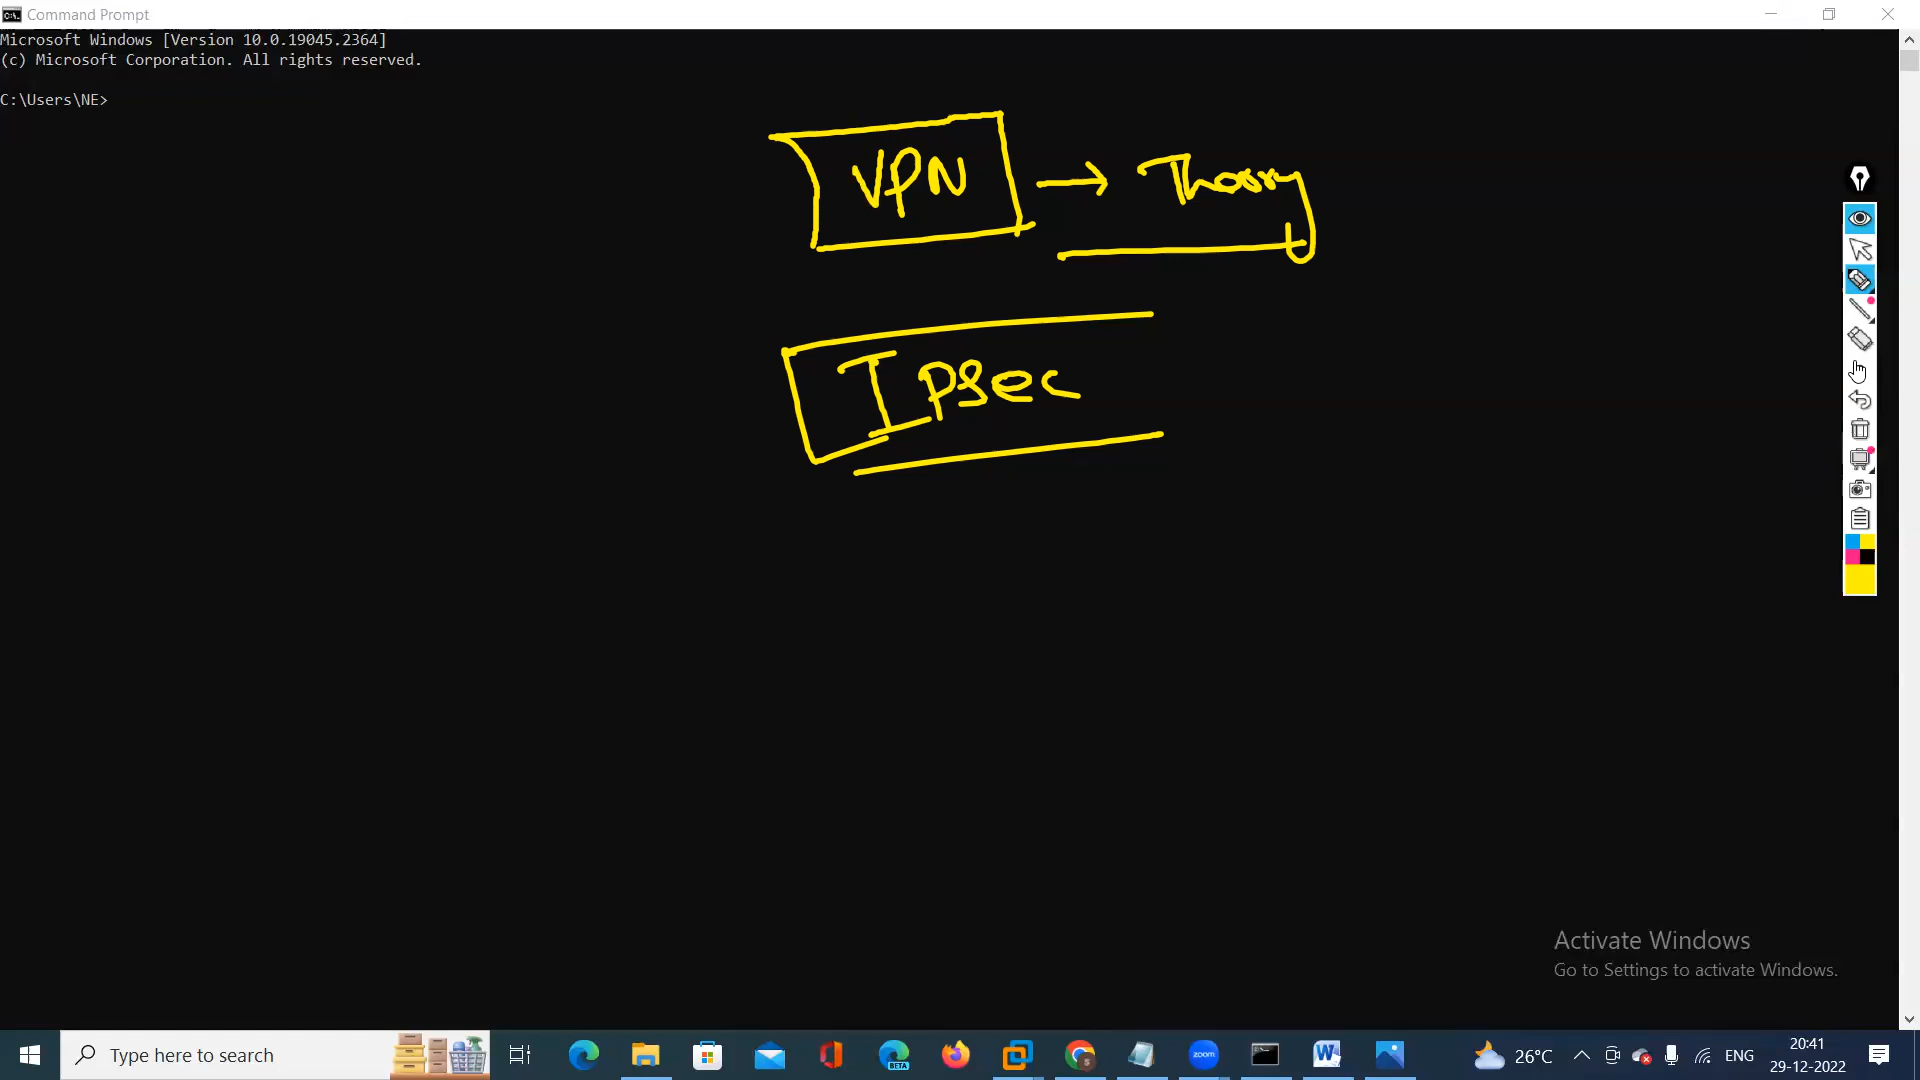 Command Prompt
Microsoft Windows [Version 10.0.19045.2364]
(c) Microsoft Corporation. All rights reserved.
C:\Users\NE>
VPN → Theory
Ipsec
Activate Windows
Go to Settings to activate Windows.
Type here to search
BETA
zoom
26°C
ENG
20:41
29-12-2022